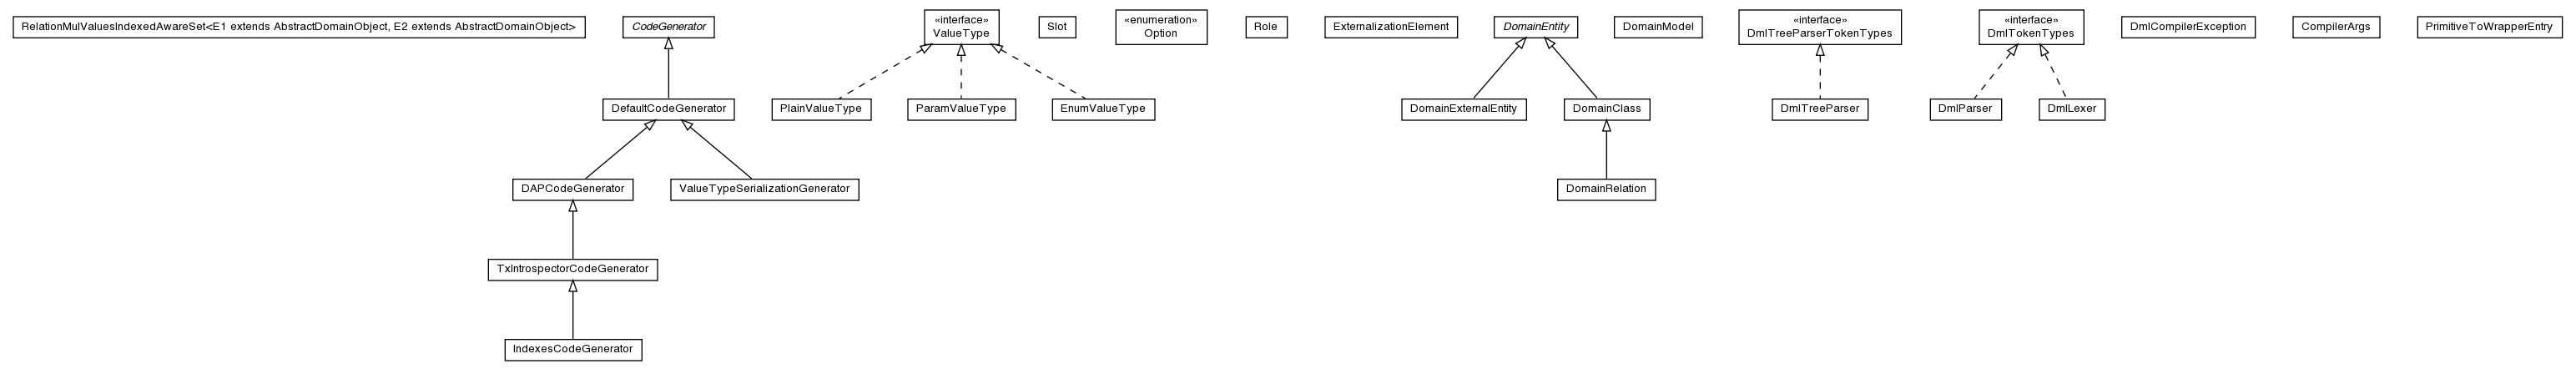 RelationMulValuesIndexedAwareSet<E1 extends AbstractDomainObject, E2 extends AbstractDomainObject>
CodeGenerator
«interface»
ValueType
Slot
«enumeration»
Option
Role
ExternalizationElement
DomainEntity
DomainModel
«interface»
DmlTreeParserTokenTypes
«interface»
DmlTokenTypes
DmlCompilerException
CompilerArgs
PrimitiveToWrapperEntry
DefaultCodeGenerator
PlainValueType
ParamValueType
EnumValueType
DomainExternalEntity
DomainClass
DmlTreeParser
DmlParser
DmlLexer
DAPCodeGenerator
ValueTypeSerializationGenerator
DomainRelation
TxIntrospectorCodeGenerator
IndexesCodeGenerator